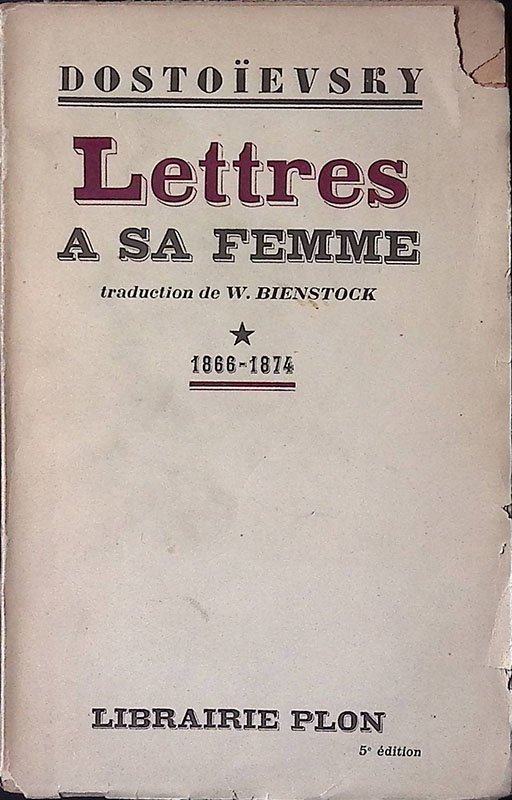 DOSTOÏEVSKY
Lettres
A SA FEMME
traduction de W. BIENSTOCK
★
1866-1874
LIBRAIRIE PLON
5e édition